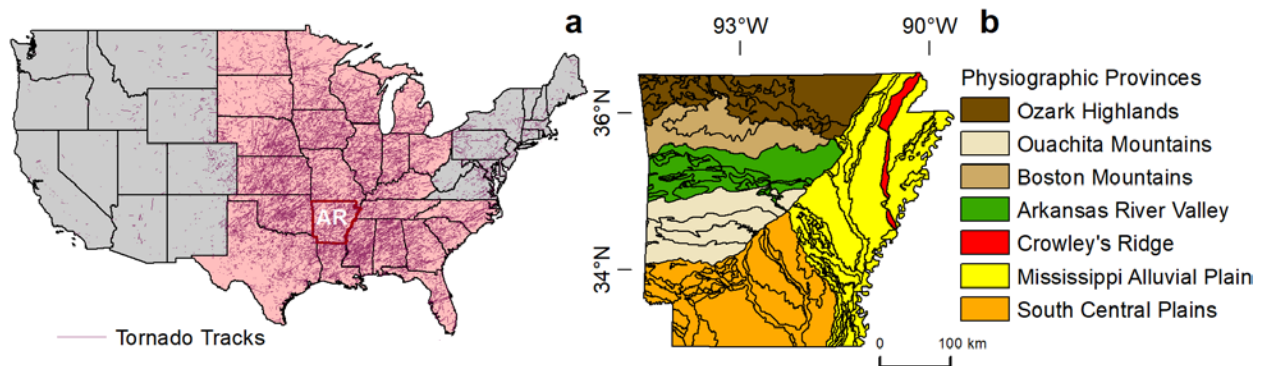 a
AR
Tornado Tracks
93°W
90°W
b
36°N
34°N
Physiographic Provinces
Ozark Highlands
Ouachita Mountains
Boston Mountains
Arkansas River Valley
Crowley's Ridge
Mississippi Alluvial Plain
South Central Plains
0
100 km